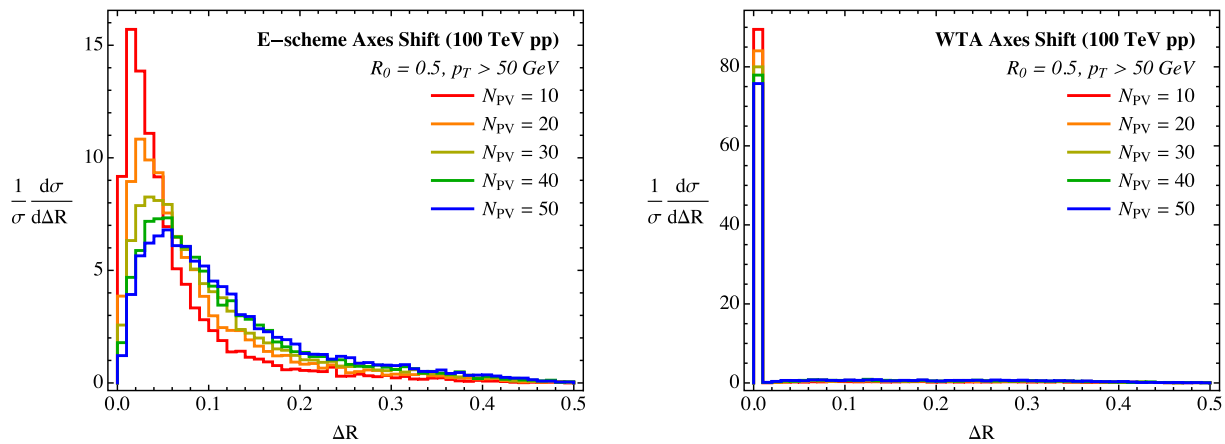 E−scheme Axes Shift (100 TeV pp)
R0 = 0.5, pT > 50 GeV
NPV = 10
NPV = 20
NPV = 30
NPV = 40
NPV = 50
15
10
5
0
1/σ dσ/dΔR
0.0 0.1 0.2 0.3 0.4 0.5
ΔR
WTA Axes Shift (100 TeV pp)
R0 = 0.5, pT > 50 GeV
NPV = 10
NPV = 20
NPV = 30
NPV = 40
NPV = 50
80
60
40
20
0
1/σ dσ/dΔR
0.0 0.1 0.2 0.3 0.4 0.5
ΔR